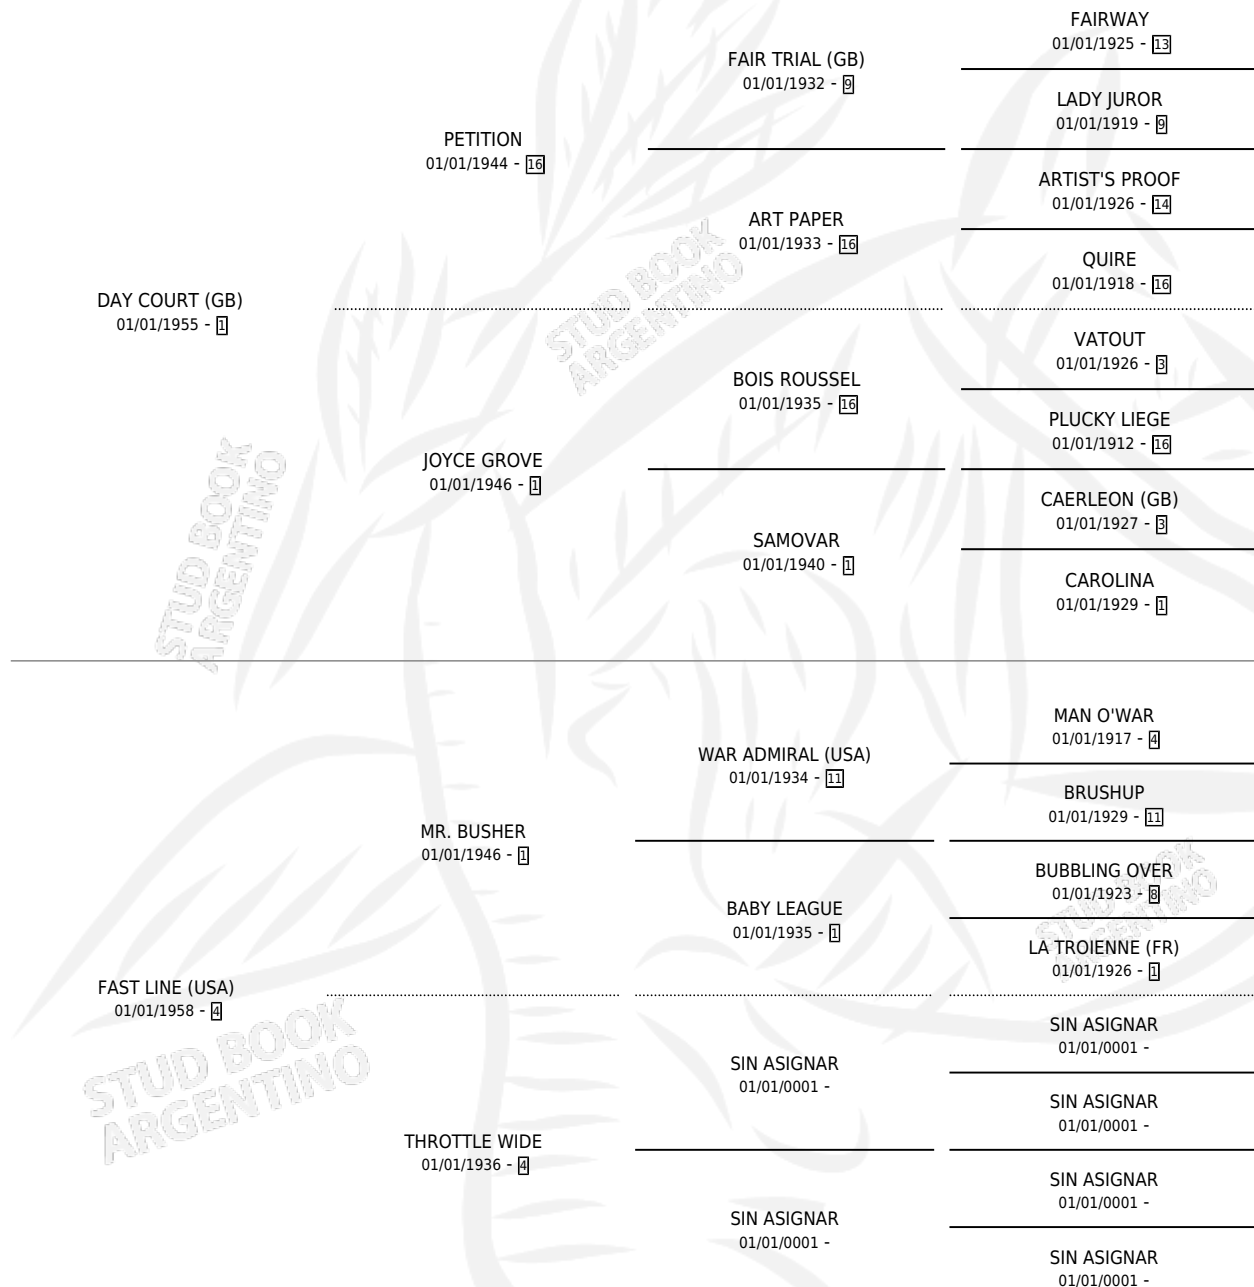 DAY COURT (GB)
01/01/1955 - 1
PETITION
01/01/1944 - 16
JOYCE GROVE
01/01/1946 - 1
FAIR TRIAL (GB)
01/01/1932 - 9
ART PAPER
01/01/1933 - 16
BOIS ROUSSEL
01/01/1935 - 16
SAMOVAR
01/01/1940 - 1
FAIRWAY
01/01/1925 - 13
LADY JUROR
01/01/1919 - 9
ARTIST'S PROOF
01/01/1926 - 14
QUIRE
01/01/1918 - 16
VATOUT
01/01/1926 - 3
PLUCKY LIEGE
01/01/1912 - 16
CAERLEON (GB)
01/01/1927 - 3
CAROLINA
01/01/1929 - 1
FAST LINE (USA)
01/01/1958 - 4
MR. BUSHER
01/01/1946 - 1
THROTTLE WIDE
01/01/1936 - 4
WAR ADMIRAL (USA)
01/01/1934 - 11
BABY LEAGUE
01/01/1935 - 1
SIN ASIGNAR
01/01/0001 -
SIN ASIGNAR
01/01/0001 -
MAN O'WAR
01/01/1917 - 4
BRUSHUP
01/01/1929 - 11
BUBBLING OVER
01/01/1923 - 8
LA TROIENNE (FR)
01/01/1926 - 1
SIN ASIGNAR
01/01/0001 -
SIN ASIGNAR
01/01/0001 -
SIN ASIGNAR
01/01/0001 -
SIN ASIGNAR
01/01/0001 -
STUD BOOK
ARGENTINO
STUD BOOK
ARGENTINO
STUD BOOK
ARGENTINO
STUD BOOK
ARGENTINO